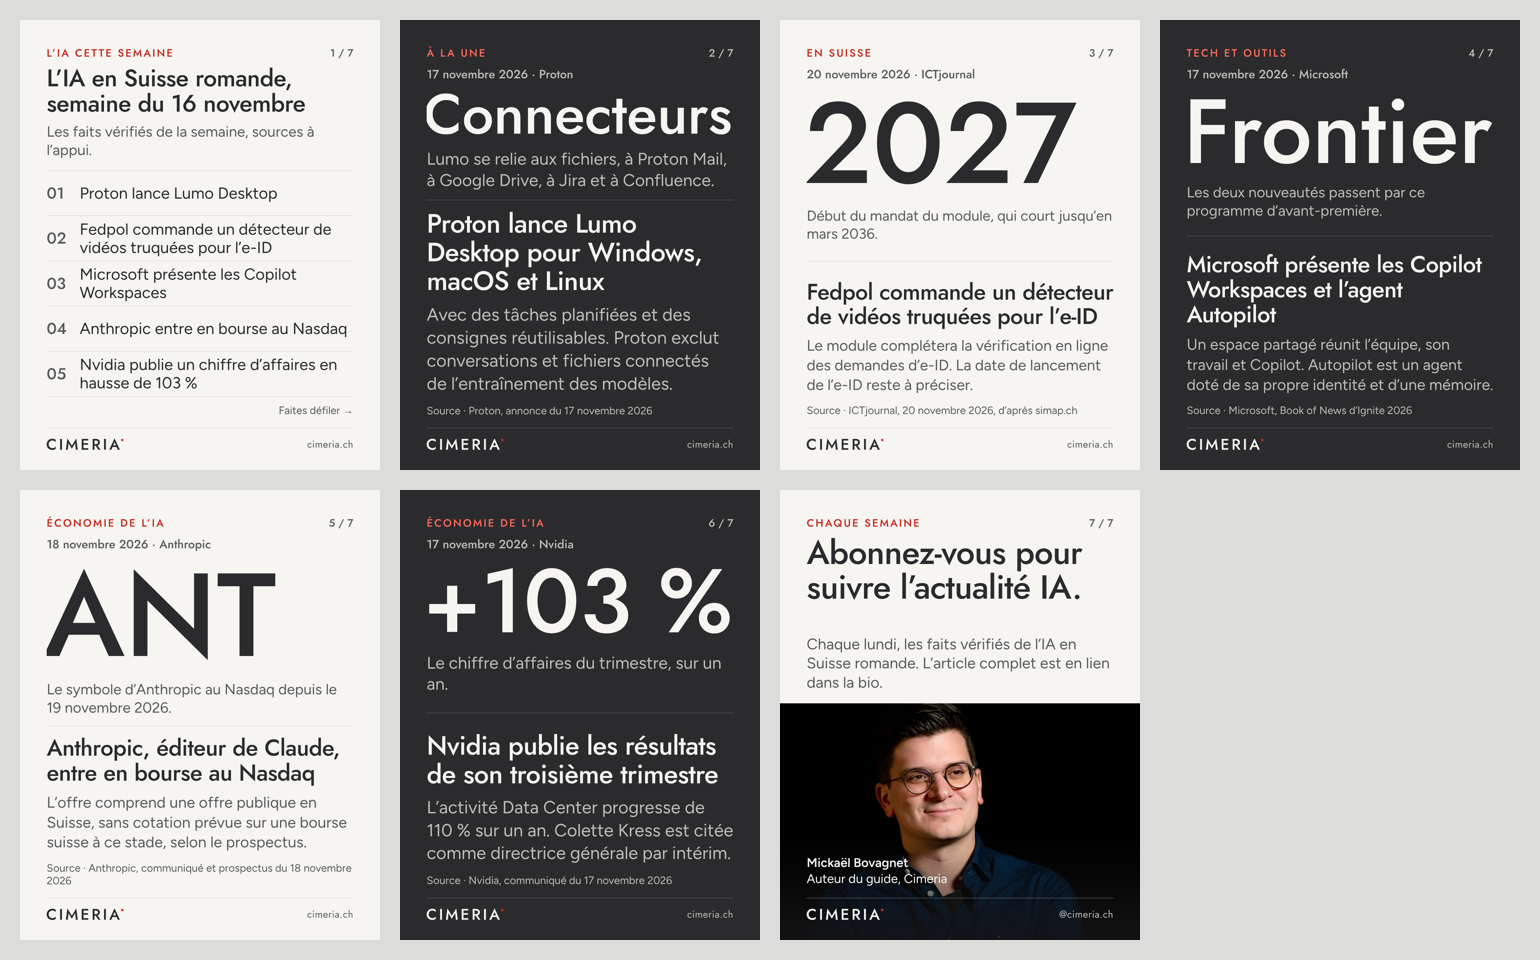 L’IA CETTE SEMAINE
1 / 7
L’IA en Suisse romande,
semaine du 16 novembre
Les faits vérifiés de la semaine, sources à
l’appui.
01 Proton lance Lumo Desktop
02 Fedpol commande un détecteur de
vidéos truquées pour l’e-ID
03 Microsoft présente les Copilot
Workspaces
04 Anthropic entre en bourse au Nasdaq
05 Nvidia publie un chiffre d’affaires en
hausse de 103 %
Faites défiler →
CIMERIA
cimeria.ch
À LA UNE
2 / 7
17 novembre 2026 · Proton
Connecteurs
Lumo se relie aux fichiers, à Proton Mail,
à Google Drive, à Jira et à Confluence.
Proton lance Lumo
Desktop pour Windows,
macOS et Linux
Avec des tâches planifiées et des
consignes réutilisables. Proton exclut
conversations et fichiers connectés
de l’entraînement des modèles.
Source · Proton, annonce du 17 novembre 2026
CIMERIA
cimeria.ch
EN SUISSE
3 / 7
20 novembre 2026 · ICTjournal
2027
Début du mandat du module, qui court jusqu’en
mars 2036.
Fedpol commande un détecteur
de vidéos truquées pour l’e-ID
Le module complétera la vérification en ligne
des demandes d’e-ID. La date de lancement
de l’e-ID reste à préciser.
Source · ICTjournal, 20 novembre 2026, d’après simap.ch
CIMERIA
cimeria.ch
TECH ET OUTILS
4 / 7
17 novembre 2026 · Microsoft
Frontier
Les deux nouveautés passent par ce
programme d’avant-première.
Microsoft présente les Copilot
Workspaces et l’agent
Autopilot
Un espace partagé réunit l’équipe, son
travail et Copilot. Autopilot est un agent
doté de sa propre identité et d’une mémoire.
Source · Microsoft, Book of News d’Ignite 2026
CIMERIA
cimeria.ch
ÉCONOMIE DE L’IA
5 / 7
18 novembre 2026 · Anthropic
ANT
Le symbole d’Anthropic au Nasdaq depuis le
19 novembre 2026.
Anthropic, éditeur de Claude,
entre en bourse au Nasdaq
L’offre comprend une offre publique en
Suisse, sans cotation prévue sur une bourse
suisse à ce stade, selon le prospectus.
Source · Anthropic, communiqué et prospectus du 18 novembre
2026
CIMERIA
cimeria.ch
ÉCONOMIE DE L’IA
6 / 7
17 novembre 2026 · Nvidia
+103 %
Le chiffre d’affaires du trimestre, sur un
an.
Nvidia publie les résultats
de son troisième trimestre
L’activité Data Center progresse de
110 % sur un an. Colette Kress est citée
comme directrice générale par intérim.
Source · Nvidia, communiqué du 17 novembre 2026
CIMERIA
cimeria.ch
CHAQUE SEMAINE
7 / 7
Abonnez-vous pour
suivre l’actualité IA.
Chaque lundi, les faits vérifiés de l’IA en
Suisse romande. L’article complet est en lien
dans la bio.
Mickaël Bovagnet
Auteur du guide, Cimeria
CIMERIA
@cimeria.ch